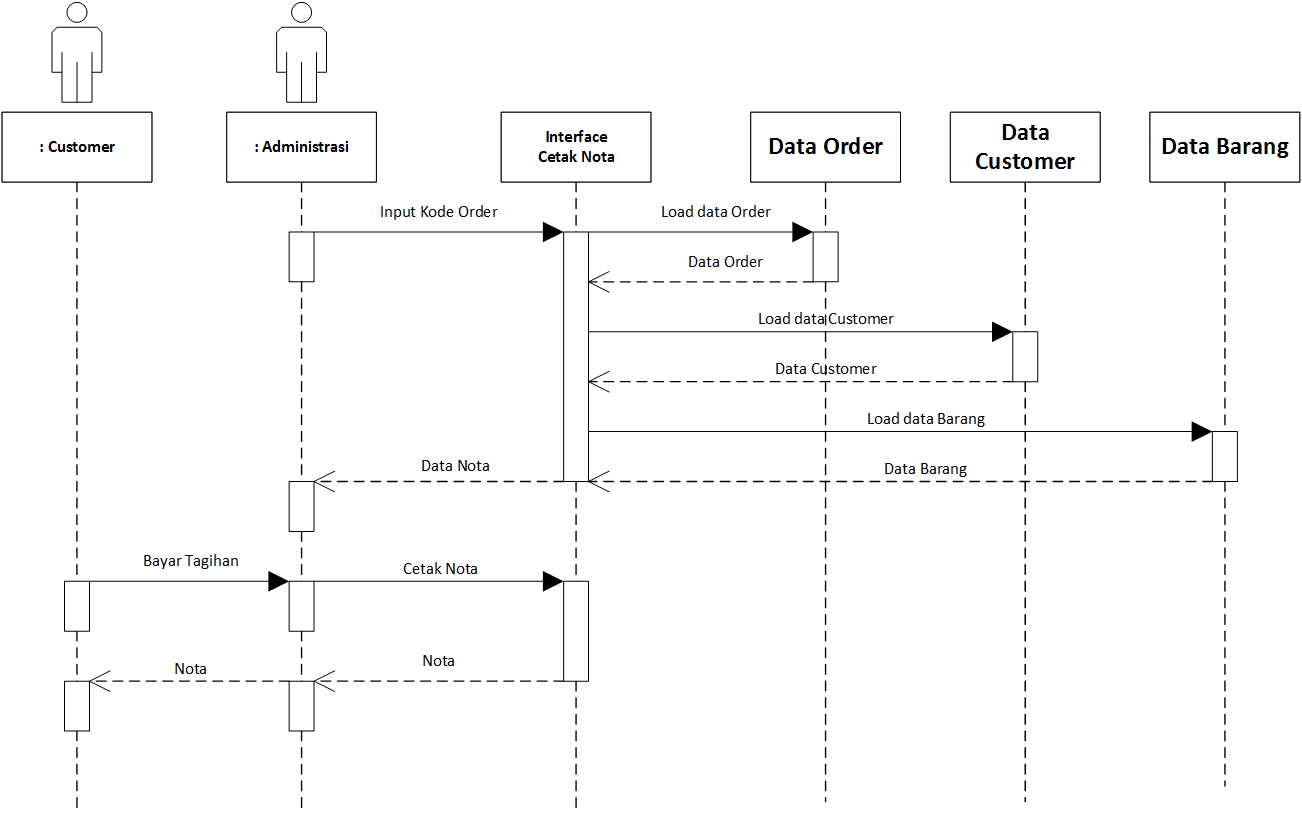 : Customer
: Administrasi
Interface
Cetak Nota
Data Order
Data
Customer
Data Barang
Input Kode Order
Load data Order
Data Order
Load data Customer
Data Customer
Load data Barang
Data Nota
Data Barang
Bayar Tagihan
Cetak Nota
Nota
Nota